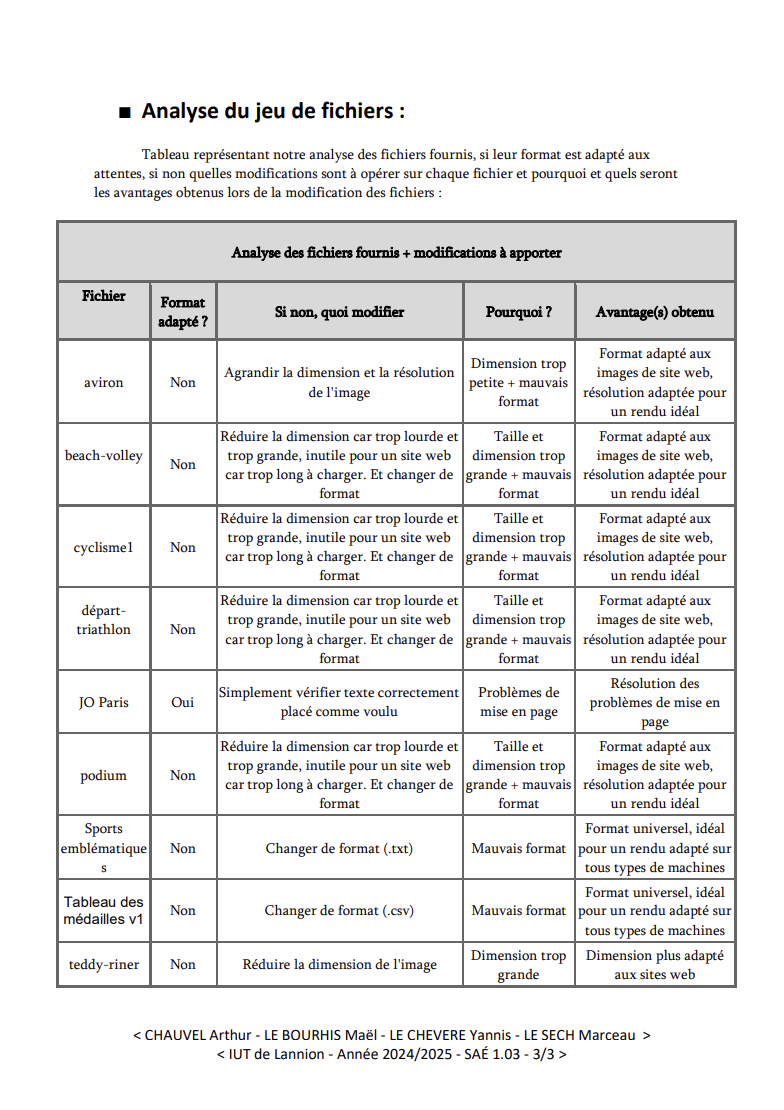 ■ Analyse du jeu de fichiers :
Tableau représentant notre analyse des fichiers fournis, si leur format est adapté aux
attentes, si non quelles modifications sont à opérer sur chaque fichier et pourquoi et quels seront
les avantages obtenus lors de la modification des fichiers :
Analyse des fichiers fournis + modifications à apporter
Fichier
Format
adapté ?
Si non, quoi modifier
Pourquoi ?
Avantage(s) obtenu
aviron
Non
Agrandir la dimension et la résolution
de l'image
Dimension trop
petite + mauvais
format
Format adapté aux
images de site web,
résolution adaptée pour
un rendu idéal
beach-volley
Non
Réduire la dimension car trop lourde et
trop grande, inutile pour un site web
car trop long à charger. Et changer de
format
Taille et
dimension trop
grande + mauvais
format
Format adapté aux
images de site web,
résolution adaptée pour
un rendu idéal
cyclisme1
Non
Réduire la dimension car trop lourde et
trop grande, inutile pour un site web
car trop long à charger. Et changer de
format
Taille et
dimension trop
grande + mauvais
format
Format adapté aux
images de site web,
résolution adaptée pour
un rendu idéal
départ-
triathlon
Non
Réduire la dimension car trop lourde et
trop grande, inutile pour un site web
car trop long à charger. Et changer de
format
Taille et
dimension trop
grande + mauvais
format
Format adapté aux
images de site web,
résolution adaptée pour
un rendu idéal
JO Paris
Oui
Simplement vérifier texte correctement
placé comme voulu
Problèmes de
mise en page
Résolution des
problèmes de mise en
page
podium
Non
Réduire la dimension car trop lourde et
trop grande, inutile pour un site web
car trop long à charger. Et changer de
format
Taille et
dimension trop
grande + mauvais
format
Format adapté aux
images de site web,
résolution adaptée pour
un rendu idéal
Sports
emblématique
s
Non
Changer de format (.txt)
Mauvais format
Format universel, idéal
pour un rendu adapté sur
tous types de machines
Tableau des
médailles v1
Non
Changer de format (.csv)
Mauvais format
Format universel, idéal
pour un rendu adapté sur
tous types de machines
teddy-riner
Non
Réduire la dimension de l'image
Dimension trop
grande
Dimension plus adapté
aux sites web
< CHAUVEL Arthur - LE BOURHIS Maël - LE CHEVERE Yannis - LE SECH Marceau >
< IUT de Lannion - Année 2024/2025 - SAÉ 1.03 - 3/3 >